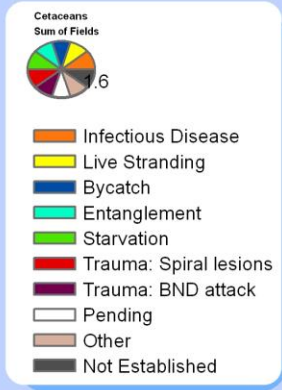 Cetaceans
Sum of Fields
1.6
Infectious Disease
Live Stranding
Bycatch
Entanglement
Starvation
Trauma: Spiral lesions
Trauma: BND attack
Pending
Other
Not Established